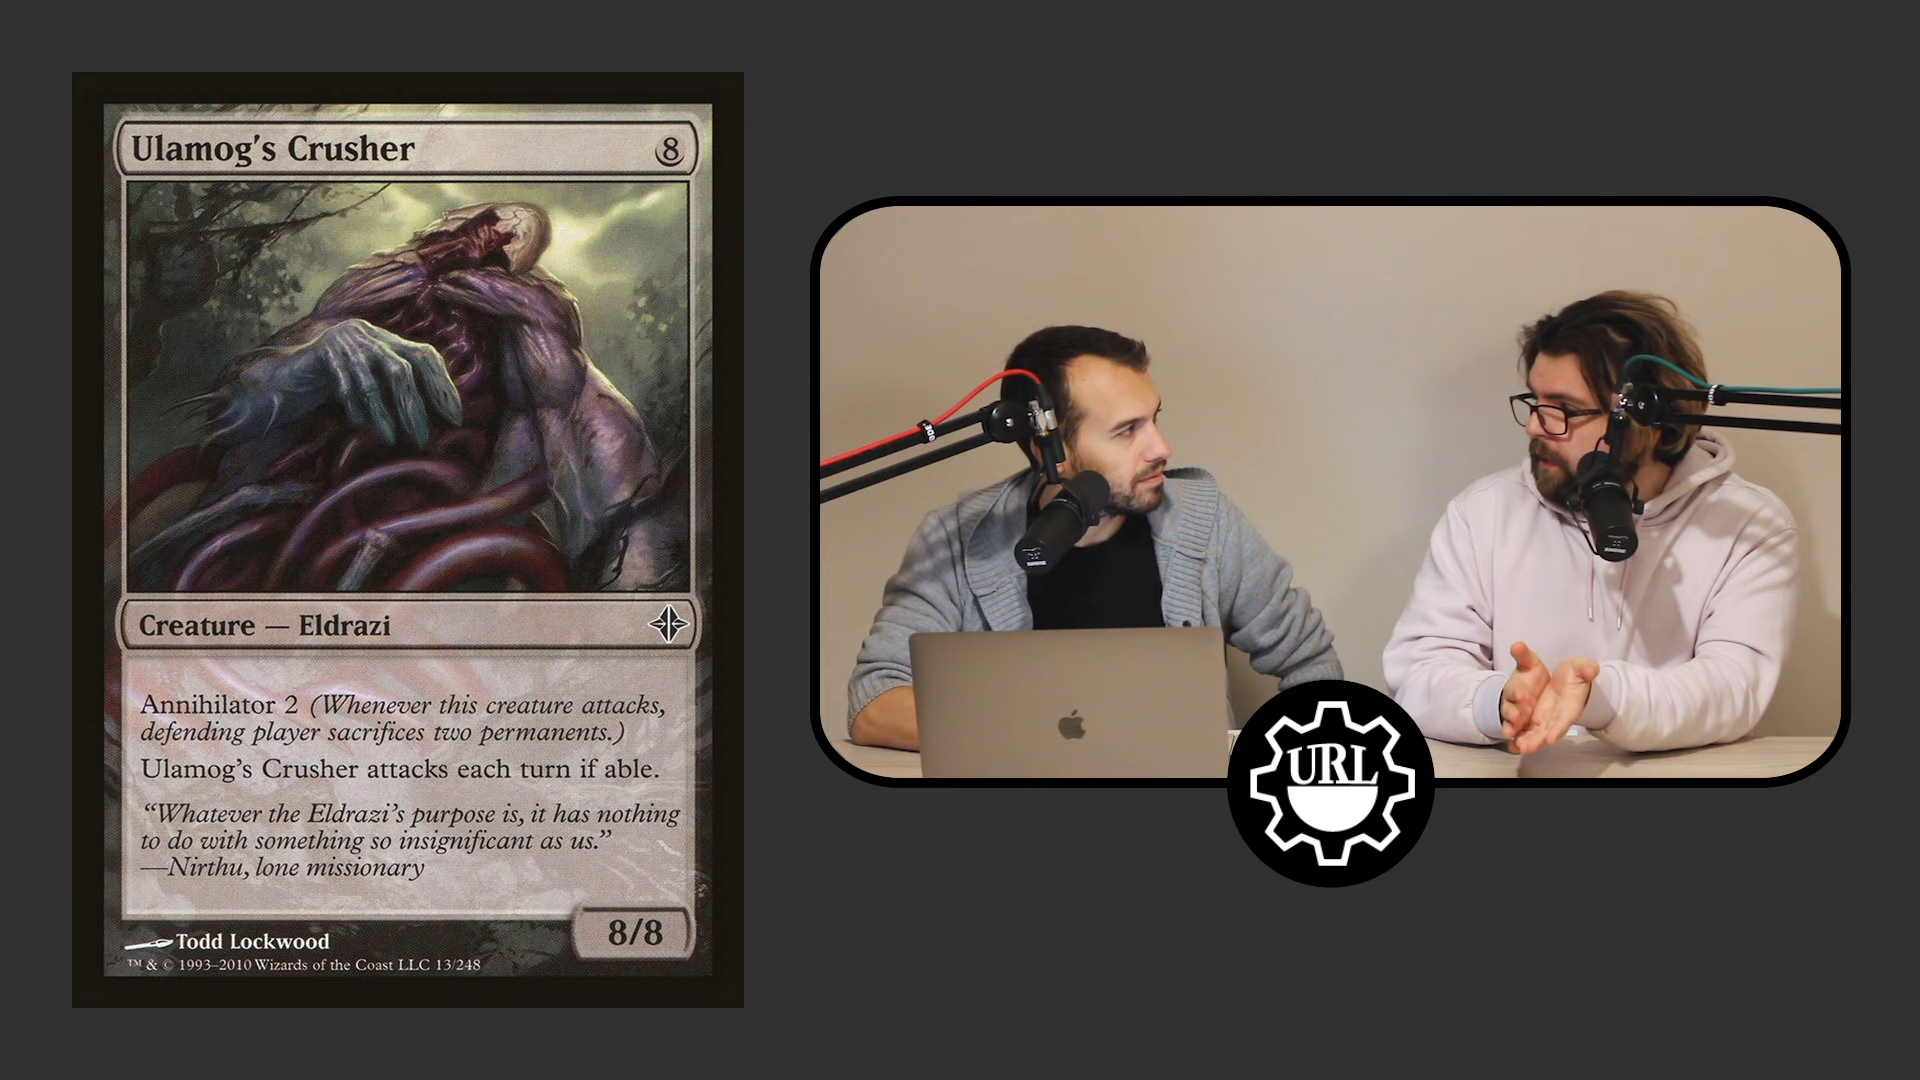 Ulamog's Crusher 8
Creature — Eldrazi
Annihilator 2 (Whenever this creature attacks,
defending player sacrifices two permanents.)
Ulamog's Crusher attacks each turn if able.
“Whatever the Eldrazi's purpose is, it has nothing
to do with something so insignificant as us.”
—Nirthu, lone missionary
8/8
Todd Lockwood
™ & © 1993–2010 Wizards of the Coast LLC 13/248
SHURE
SHURE
URL